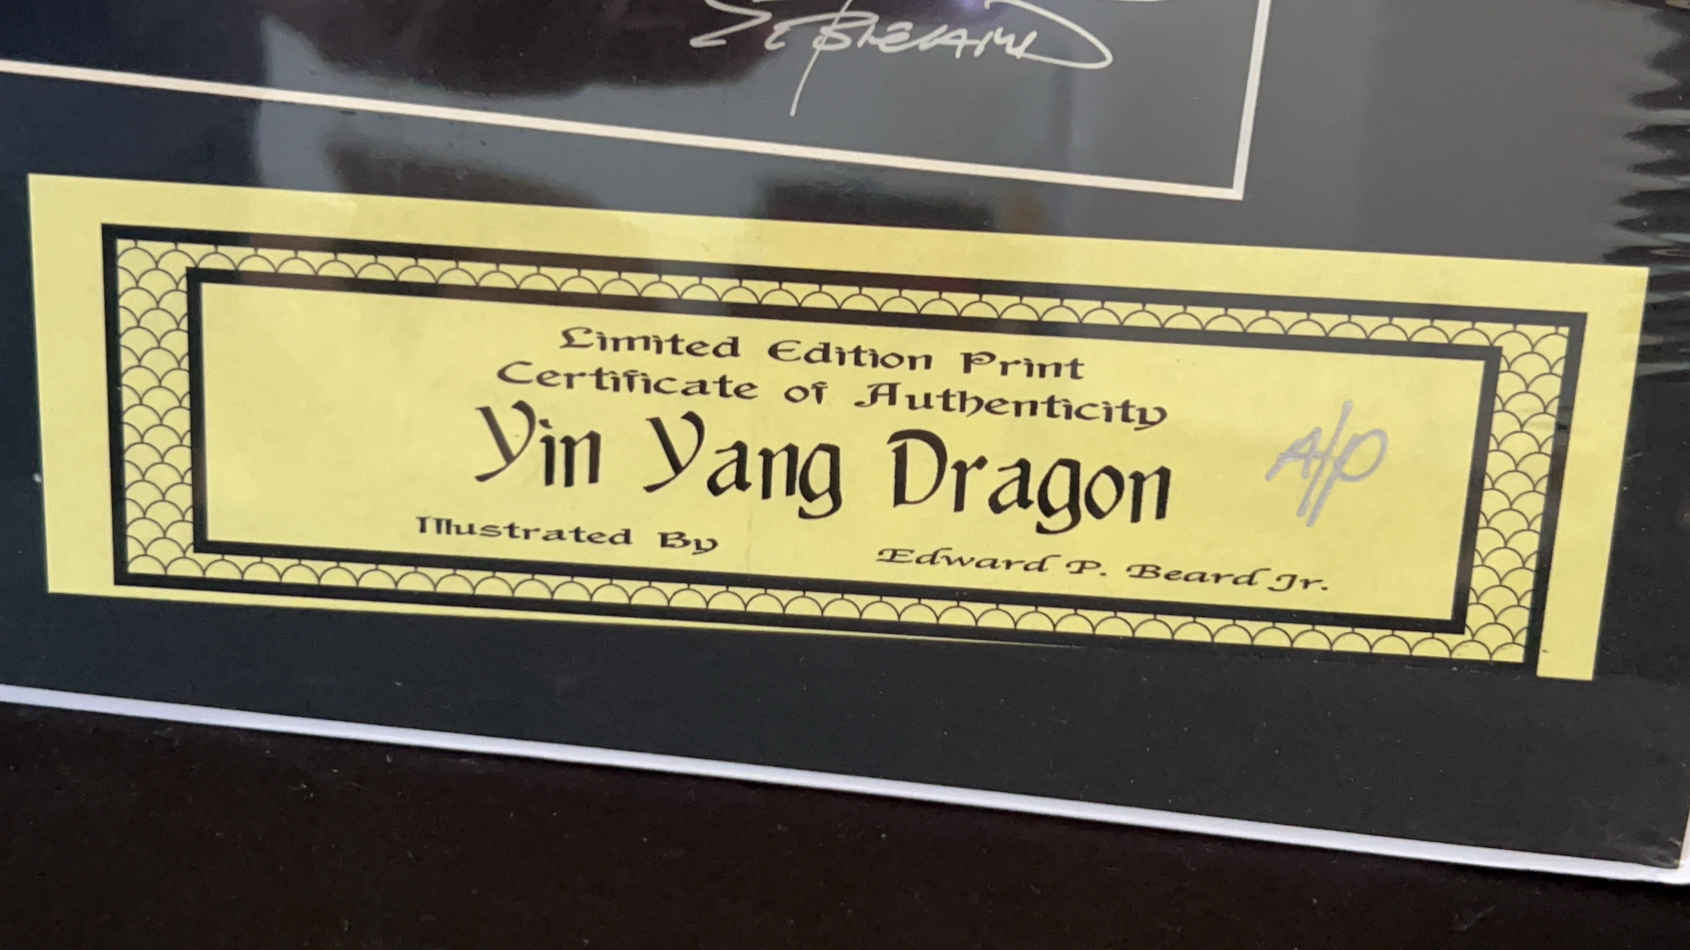 Limited Edition Print
Certificate of Authenticity
Yin Yang Dragon
A/P
Illustrated By
Edward P. Beard Jr.